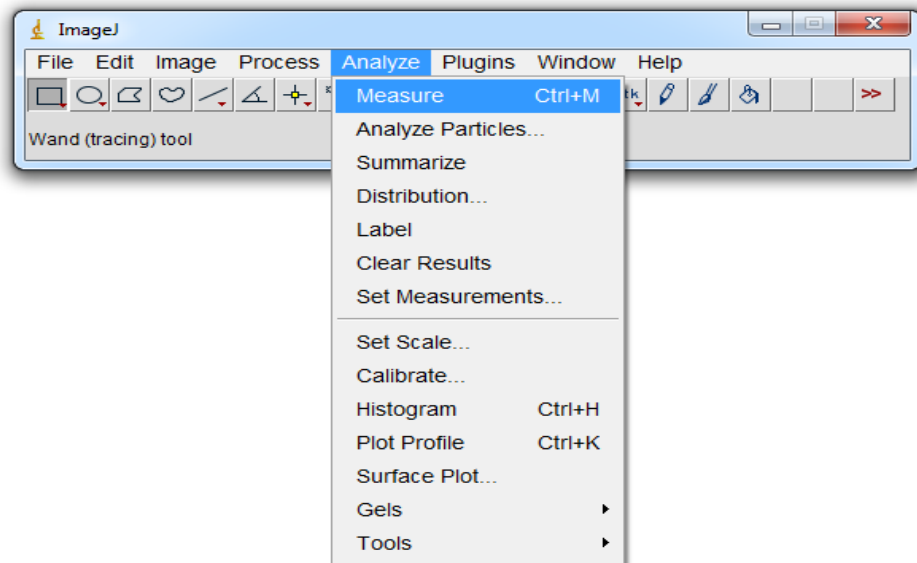 ImageJ
File Edit Image Process Analyze Plugins Window Help
Wand (tracing) tool
Measure Ctrl+M
Analyze Particles...
Summarize
Distribution...
Label
Clear Results
Set Measurements...
Set Scale...
Calibrate...
Histogram Ctrl+H
Plot Profile Ctrl+K
Surface Plot...
Gels
Tools